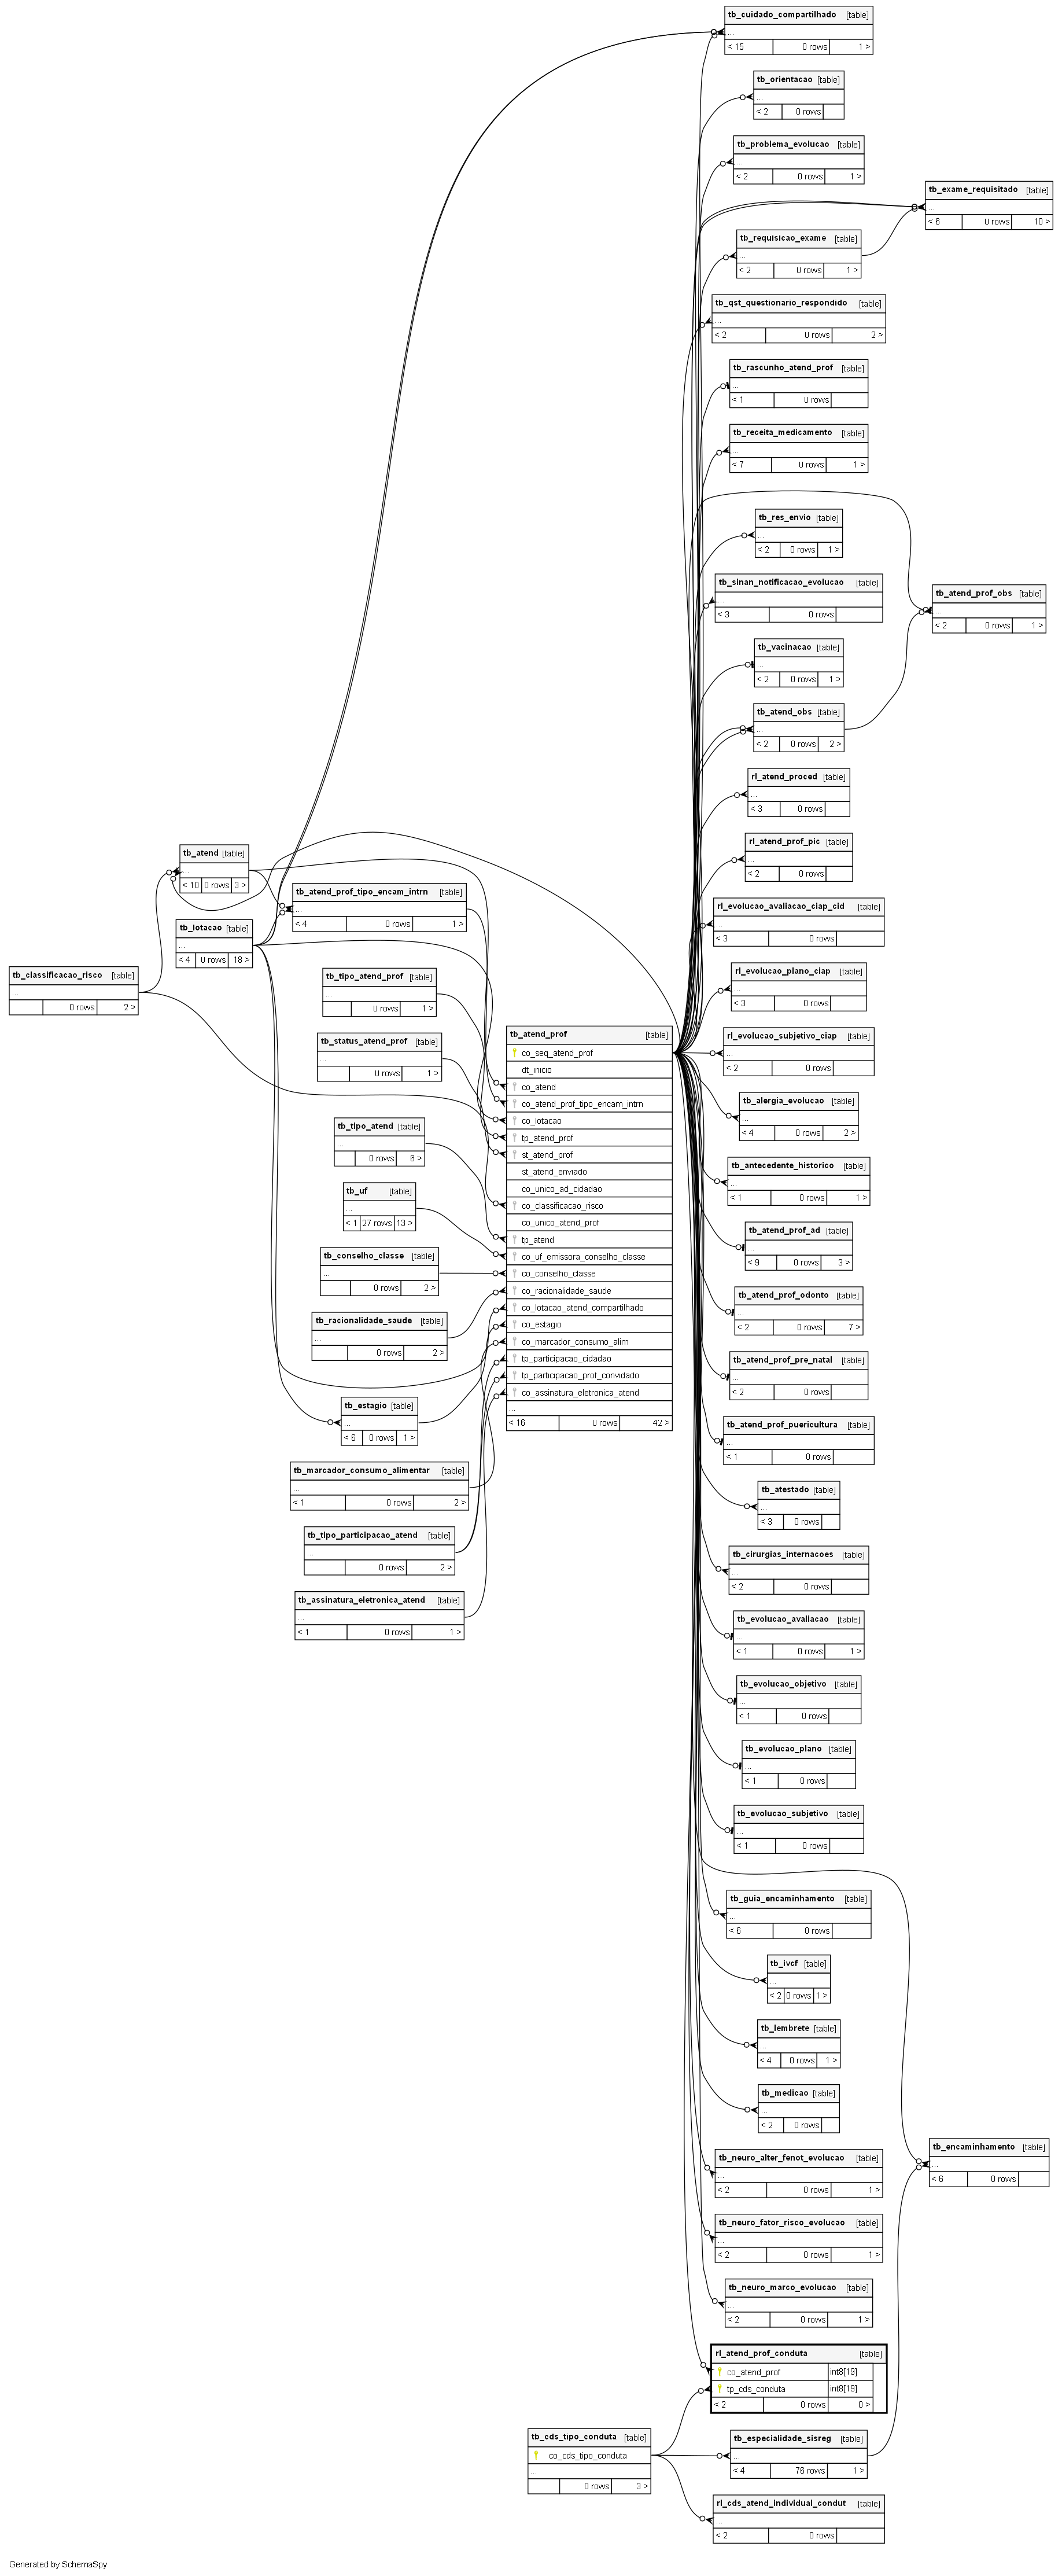 tb_cuidado_compartilhado [table]
...
< 15 0 rows 1 >
tb_orientacao [table]
...
< 2 0 rows
tb_problema_evolucao [table]
...
< 2 0 rows 1 >
tb_exame_requisitado [table]
...
< 6 0 rows 10 >
tb_requisicao_exame [table]
...
< 2 0 rows 1 >
tb_qst_questionario_respondido [table]
...
< 2 0 rows 2 >
tb_rascunho_atend_prof [table]
...
< 1 0 rows
tb_receita_medicamento [table]
...
< 7 0 rows 1 >
tb_res_envio [table]
...
< 2 0 rows 1 >
tb_sinan_notificacao_evolucao [table]
...
< 3 0 rows
tb_atend_prof_obs [table]
...
< 2 0 rows 1 >
tb_vacinacao [table]
...
< 2 0 rows 1 >
tb_atend_obs [table]
...
< 2 0 rows 2 >
rl_atend_proced [table]
...
< 3 0 rows
rl_atend_prof_pic [table]
...
< 2 0 rows
tb_atend [table]
...
< 10 0 rows 3 >
tb_atend_prof_tipo_encam_intrn [table]
...
< 4 0 rows 1 >
rl_evolucao_avaliacao_ciap_cid [table]
...
< 3 0 rows
tb_lotacao [table]
...
< 4 0 rows 18 >
tb_classificacao_risco [table]
...
0 rows 2 >
tb_tipo_atend_prof [table]
...
0 rows 1 >
rl_evolucao_plano_ciap [table]
...
< 3 0 rows
tb_status_atend_prof [table]
...
0 rows 1 >
rl_evolucao_subjetivo_ciap [table]
...
< 2 0 rows
tb_atend_prof [table]
co_seq_atend_prof
dt_inicio
co_atend
co_atend_prof_tipo_encam_intrn
co_lotacao
tp_atend_prof
st_atend_prof
st_atend_enviado
co_unico_ad_cidadao
co_classificacao_risco
co_unico_atend_prof
tp_atend
co_uf_emissora_conselho_classe
co_conselho_classe
co_racionalidade_saude
co_lotacao_atend_compartilhado
co_estagio
co_marcador_consumo_alim
tp_participacao_cidadao
tp_participacao_prof_convidado
co_assinatura_eletronica_atend
...
< 16 0 rows 42 >
tb_tipo_atend [table]
...
0 rows 6 >
tb_uf [table]
...
< 1 27 rows 13 >
tb_conselho_classe [table]
...
0 rows 2 >
tb_racionalidade_saude [table]
...
0 rows 2 >
tb_estagio [table]
...
< 6 0 rows 1 >
tb_marcador_consumo_alimentar [table]
...
< 1 0 rows 2 >
tb_tipo_participacao_atend [table]
...
0 rows 2 >
tb_assinatura_eletronica_atend [table]
...
< 1 0 rows 1 >
tb_alergia_evolucao [table]
...
< 4 0 rows 2 >
tb_antecedente_historico [table]
...
< 1 0 rows 1 >
tb_atend_prof_ad [table]
...
< 9 0 rows 3 >
tb_atend_prof_odonto [table]
...
< 2 0 rows 7 >
tb_atend_prof_pre_natal [table]
...
< 2 0 rows
tb_atend_prof_puericultura [table]
...
< 1 0 rows
tb_atestado [table]
...
< 3 0 rows
tb_cirurgias_internacoes [table]
...
< 2 0 rows
tb_evolucao_avaliacao [table]
...
< 1 0 rows 1 >
tb_evolucao_objetivo [table]
...
< 1 0 rows
tb_evolucao_plano [table]
...
< 1 0 rows
tb_evolucao_subjetivo [table]
...
< 1 0 rows
tb_guia_encaminhamento [table]
...
< 6 0 rows
tb_ivcf [table]
...
< 2 0 rows 1 >
tb_lembrete [table]
...
< 4 0 rows 1 >
tb_medicao [table]
...
< 2 0 rows
tb_encaminhamento [table]
...
< 6 0 rows
tb_neuro_alter_fenot_evolucao [table]
...
< 2 0 rows 1 >
tb_neuro_fator_risco_evolucao [table]
...
< 2 0 rows 1 >
tb_neuro_marco_evolucao [table]
...
< 2 0 rows 1 >
rl_atend_prof_conduta [table]
co_atend_prof int8[19]
tp_cds_conduta int8[19]
< 2 0 rows 0 >
tb_cds_tipo_conduta [table]
co_cds_tipo_conduta
...
0 rows 3 >
tb_especialidade_sisreg [table]
...
< 4 76 rows 1 >
rl_cds_atend_individual_condut [table]
...
< 2 0 rows
Generated by SchemaSpy